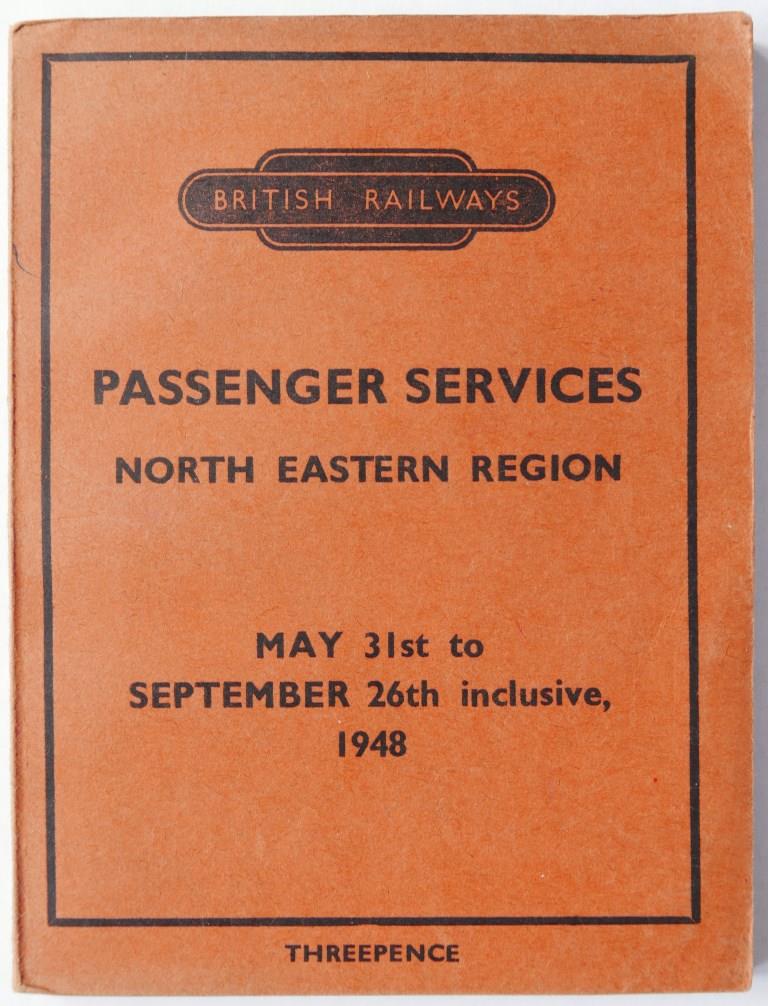 BRITISH RAILWAYS
PASSENGER SERVICES
NORTH EASTERN REGION
MAY 31st to
SEPTEMBER 26th inclusive,
1948
THREEPENCE